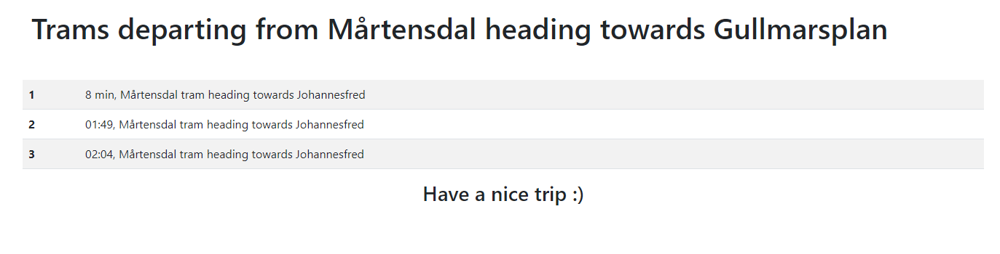 Trams departing from Mårtensdal heading towards Gullmarsplan
1 8 min, Mårtensdal tram heading towards Johannesfred
2 01:49, Mårtensdal tram heading towards Johannesfred
3 02:04, Mårtensdal tram heading towards Johannesfred
Have a nice trip :)